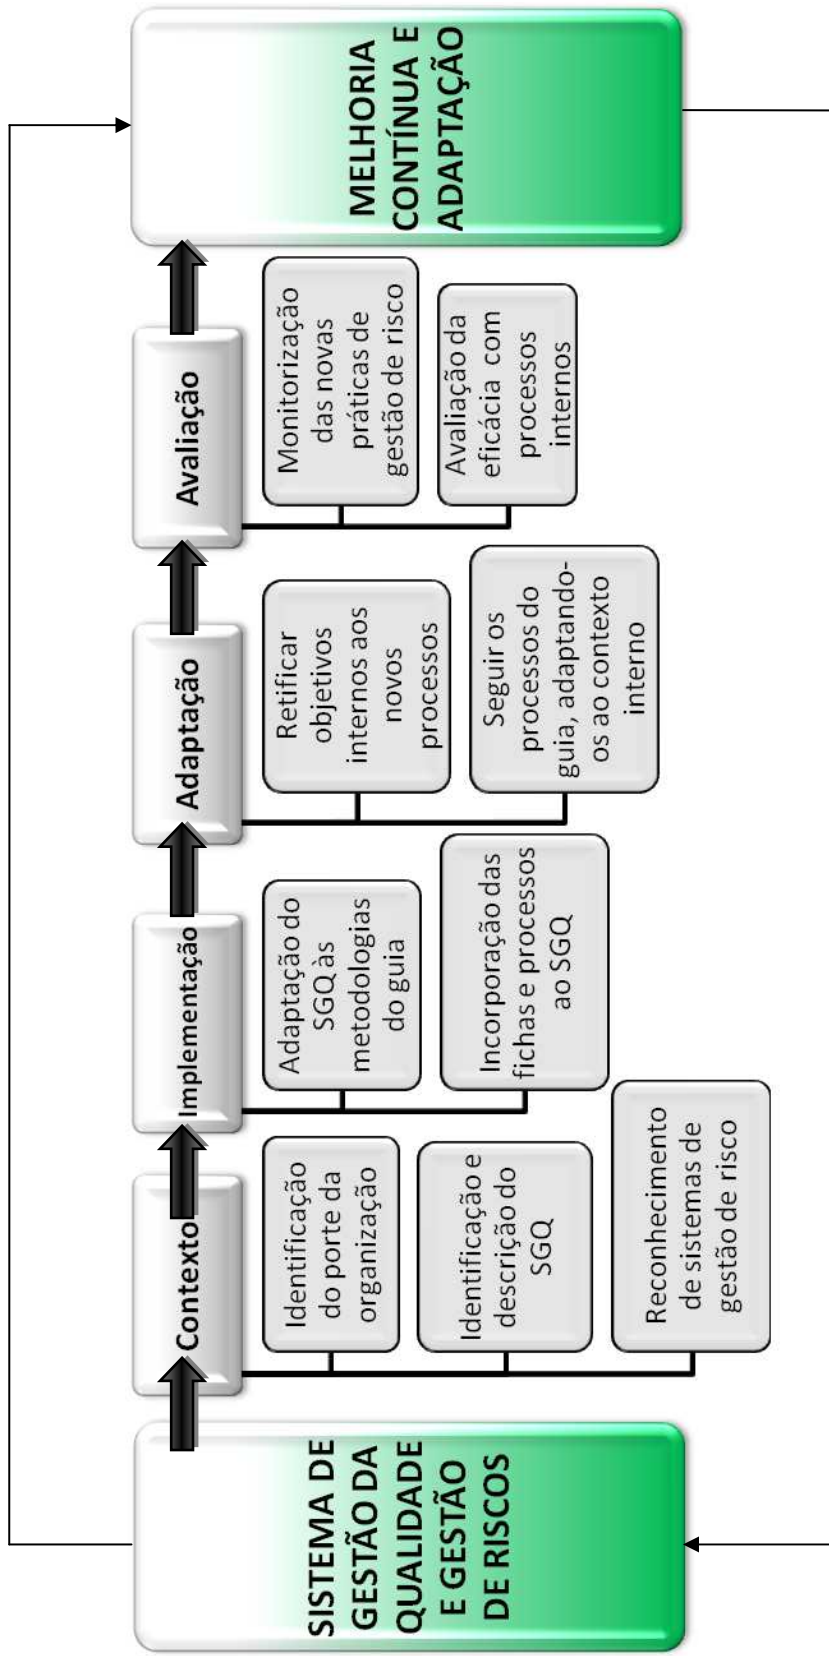 SISTEMA DE
GESTÃO DA
QUALIDADE
E GESTÃO
DE RISCOS
Contexto
Identificação
do porte da
organização
Identificação e
descrição do
SGQ
Reconhecimento
de sistemas de
gestão de risco
Implementação
Adaptação do
SGQ às
metodologias
do guia
Incorporação das
fichas e processos
ao SGQ
Adaptação
Retificar
objetivos
internos aos
novos
processos
Seguir os
processos do
guia, adaptando-
os ao contexto
interno
Avaliação
Monitorização
das novas
práticas de
gestão de risco
Avaliação da
eficácia com
processos
internos
MELHORIA
CONTÍNUA E
ADAPTAÇÃO